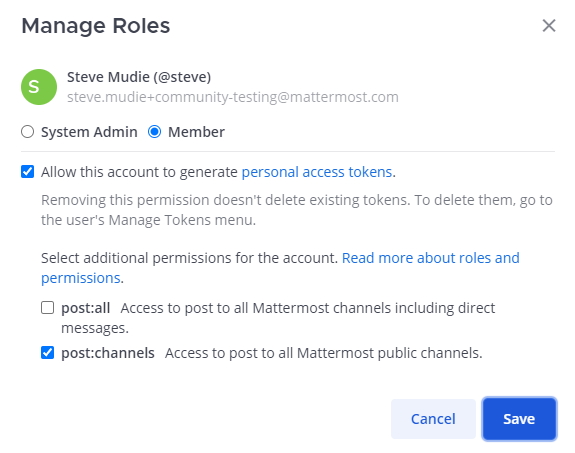 Manage Roles
S
Steve Mudie (@steve)
steve.mudie+community-testing@mattermost.com
System Admin
Member
Allow this account to generate personal access tokens.
Removing this permission doesn't delete existing tokens. To delete them, go to
the user's Manage Tokens menu.
Select additional permissions for the account. Read more about roles and
permissions.
post:all Access to post to all Mattermost channels including direct
messages.
post:channels Access to post to all Mattermost public channels.
Cancel
Save